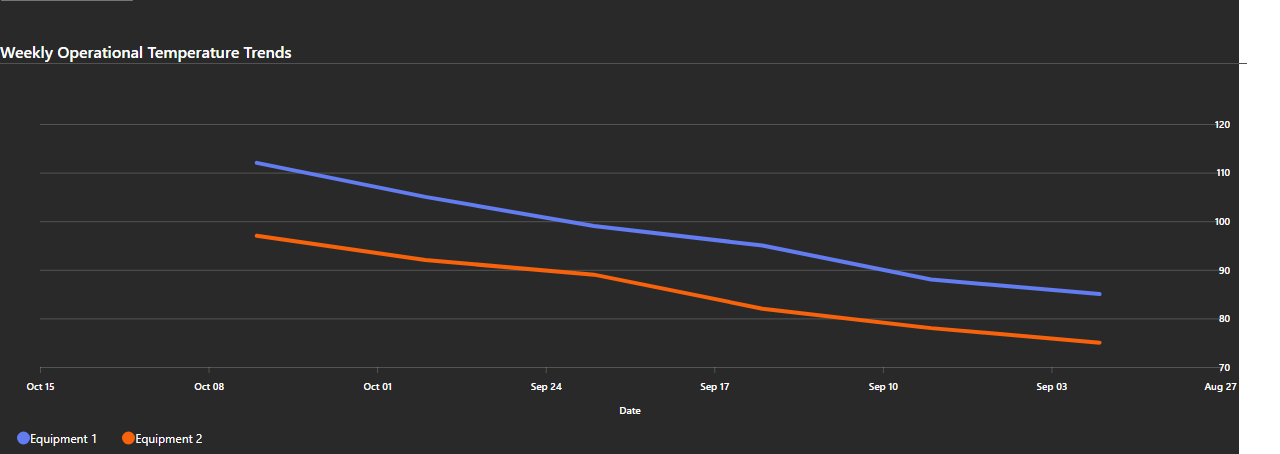 Weekly Operational Temperature Trends
120
110
100
90
80
70
Oct 15 Oct 08 Oct 01 Sep 24 Sep 17 Sep 10 Sep 03 Aug 27
Date
Equipment 1 Equipment 2